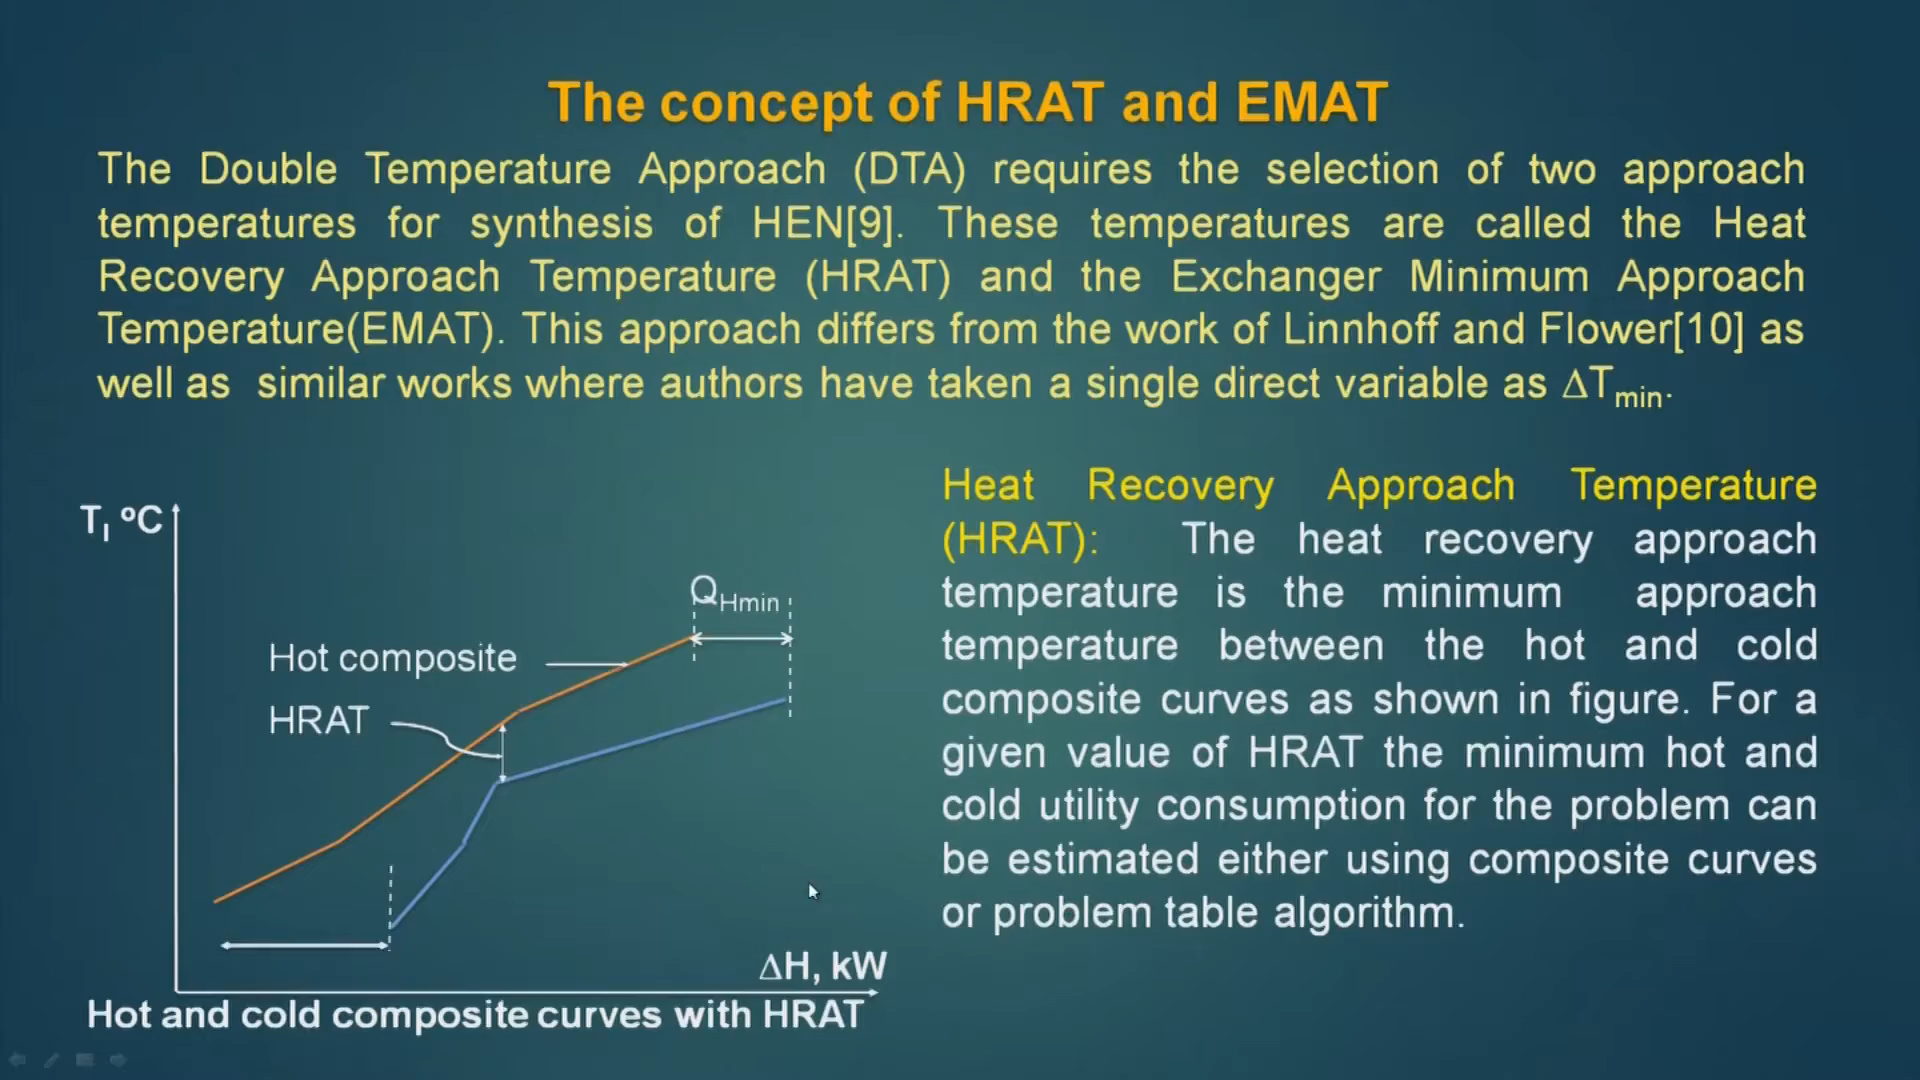 The concept of HRAT and EMAT
The Double Temperature Approach (DTA) requires the selection of two approach
temperatures for synthesis of HEN[9]. These temperatures are called the Heat
Recovery Approach Temperature (HRAT) and the Exchanger Minimum Approach
Temperature(EMAT). This approach differs from the work of Linnhoff and Flower[10] as
well as similar works where authors have taken a single direct variable as ΔTmin.
T, ºC
QHmin
Hot composite
HRAT
ΔH, kW
Hot and cold composite curves with HRAT
Heat Recovery Approach Temperature
(HRAT): The heat recovery approach
temperature is the minimum approach
temperature between the hot and cold
composite curves as shown in figure. For a
given value of HRAT the minimum hot and
cold utility consumption for the problem can
be estimated either using composite curves
or problem table algorithm.